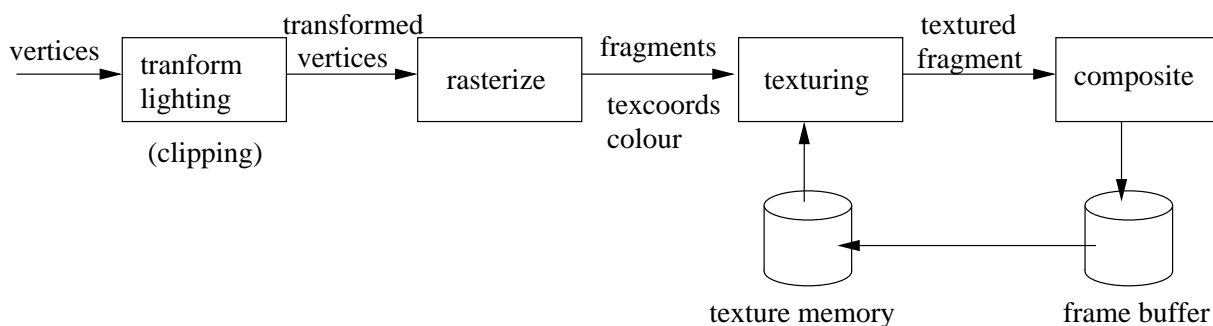 vertices
tranform
lighting
(clipping)
transformed
vertices
rasterize
fragments
texcoords
colour
texturing
textured
fragment
composite
texture memory
frame buffer